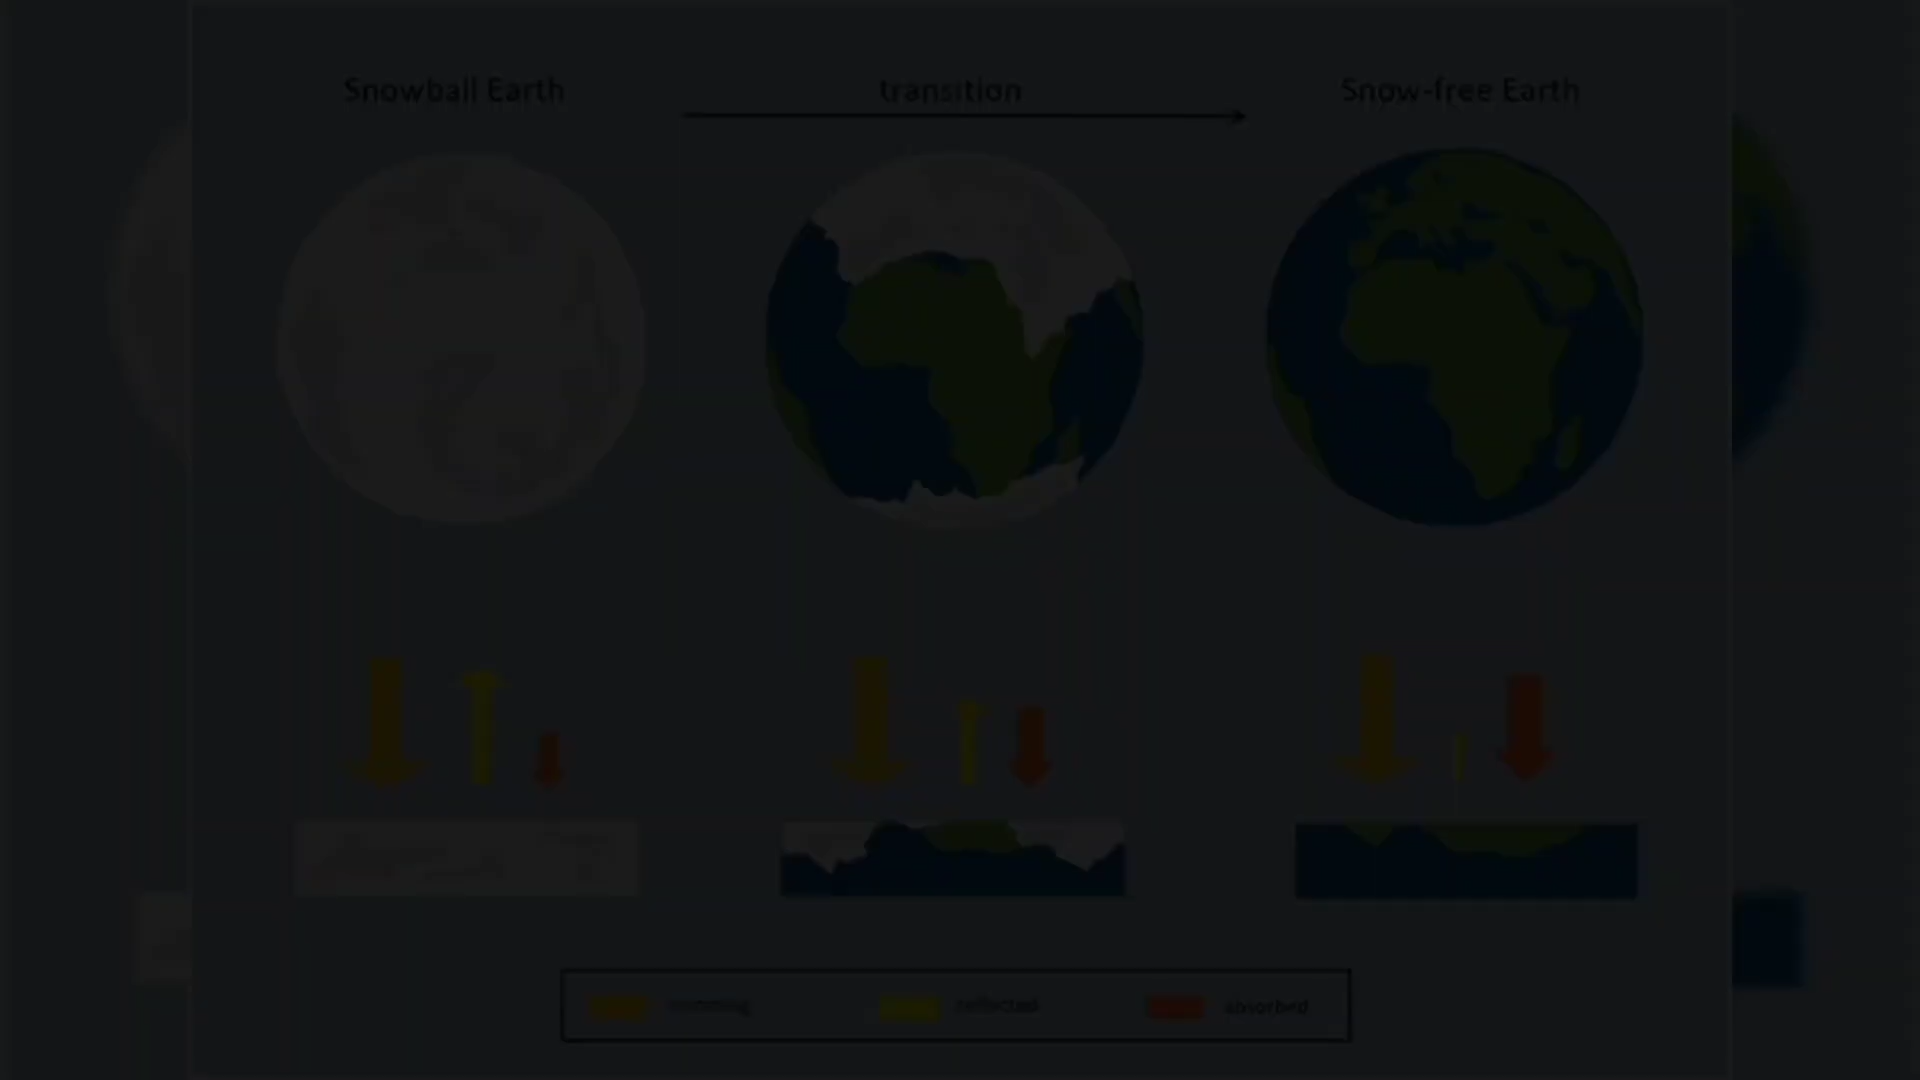 Snowball Earth
transition
Snow-free Earth
incoming
reflected
absorbed